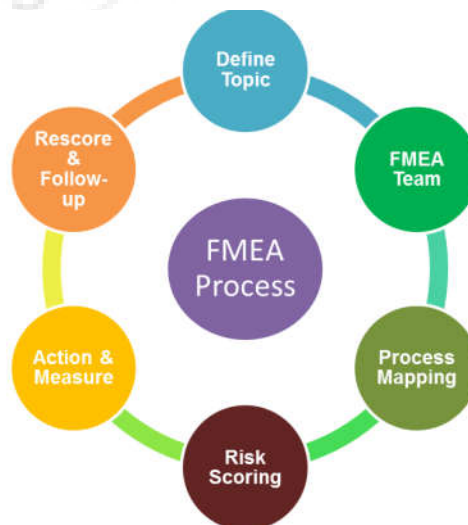 Define
Topic
FMEA
Team
Process
Mapping
Risk
Scoring
Action &
Measure
Rescore
&
Follow-
up
FMEA
Process